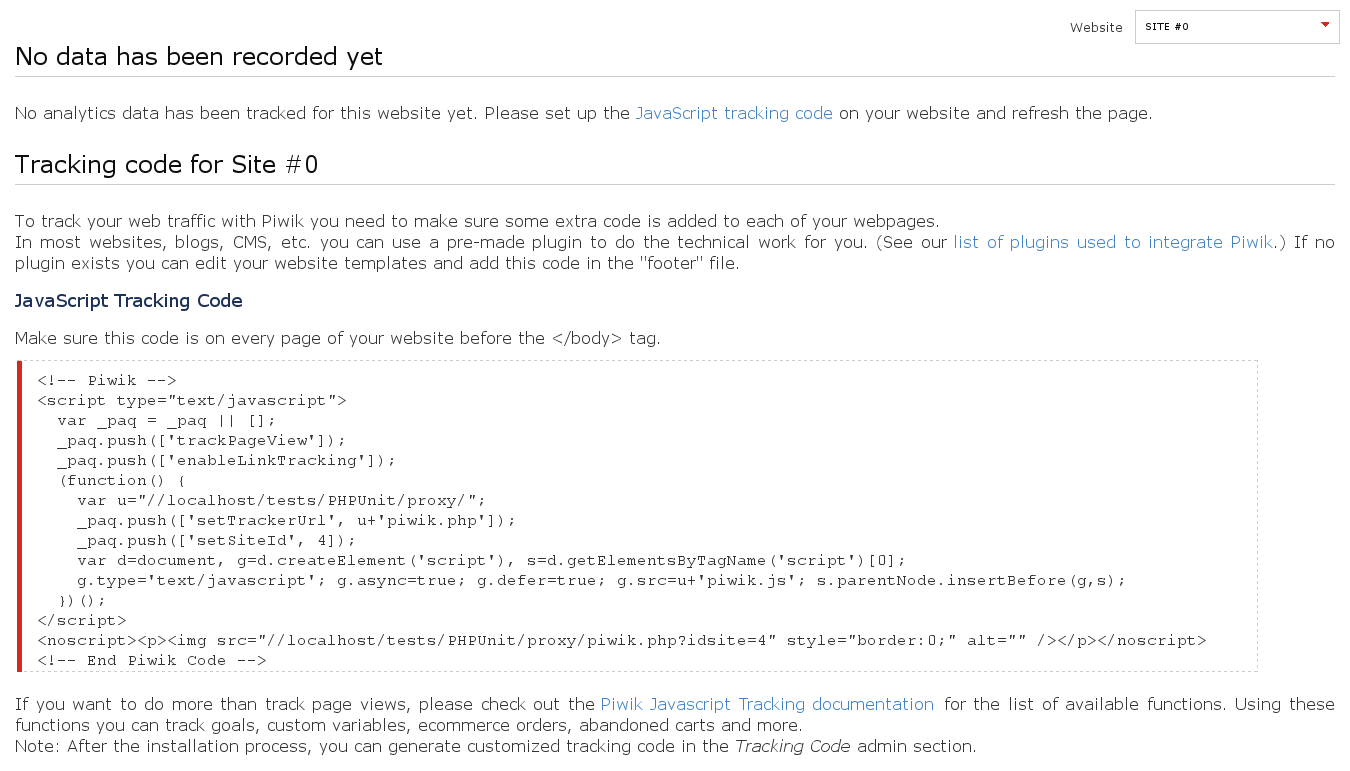 Website SITE #0
No data has been recorded yet
No analytics data has been tracked for this website yet. Please set up the JavaScript tracking code on your website and refresh the page.
Tracking code for Site #0
To track your web traffic with Piwik you need to make sure some extra code is added to each of your webpages.
In most websites, blogs, CMS, etc. you can use a pre-made plugin to do the technical work for you. (See our list of plugins used to integrate Piwik.) If no
plugin exists you can edit your website templates and add this code in the "footer" file.
JavaScript Tracking Code
Make sure this code is on every page of your website before the </body> tag.
<!-- Piwik -->
<script type="text/javascript">
  var _paq = _paq || [];
  _paq.push(['trackPageView']);
  _paq.push(['enableLinkTracking']);
  (function() {
    var u="//localhost/tests/PHPUnit/proxy/";
    _paq.push(['setTrackerUrl', u+'piwik.php']);
    _paq.push(['setSiteId', 4]);
    var d=document, g=d.createElement('script'), s=d.getElementsByTagName('script')[0];
    g.type='text/javascript'; g.async=true; g.defer=true; g.src=u+'piwik.js'; s.parentNode.insertBefore(g,s);
  })();
</script>
<noscript><p><img src="//localhost/tests/PHPUnit/proxy/piwik.php?idsite=4" style="border:0;" alt="" /></p></noscript>
<!-- End Piwik Code -->
If you want to do more than track page views, please check out the Piwik Javascript Tracking documentation for the list of available functions. Using these
functions you can track goals, custom variables, ecommerce orders, abandoned carts and more.
Note: After the installation process, you can generate customized tracking code in the Tracking Code admin section.